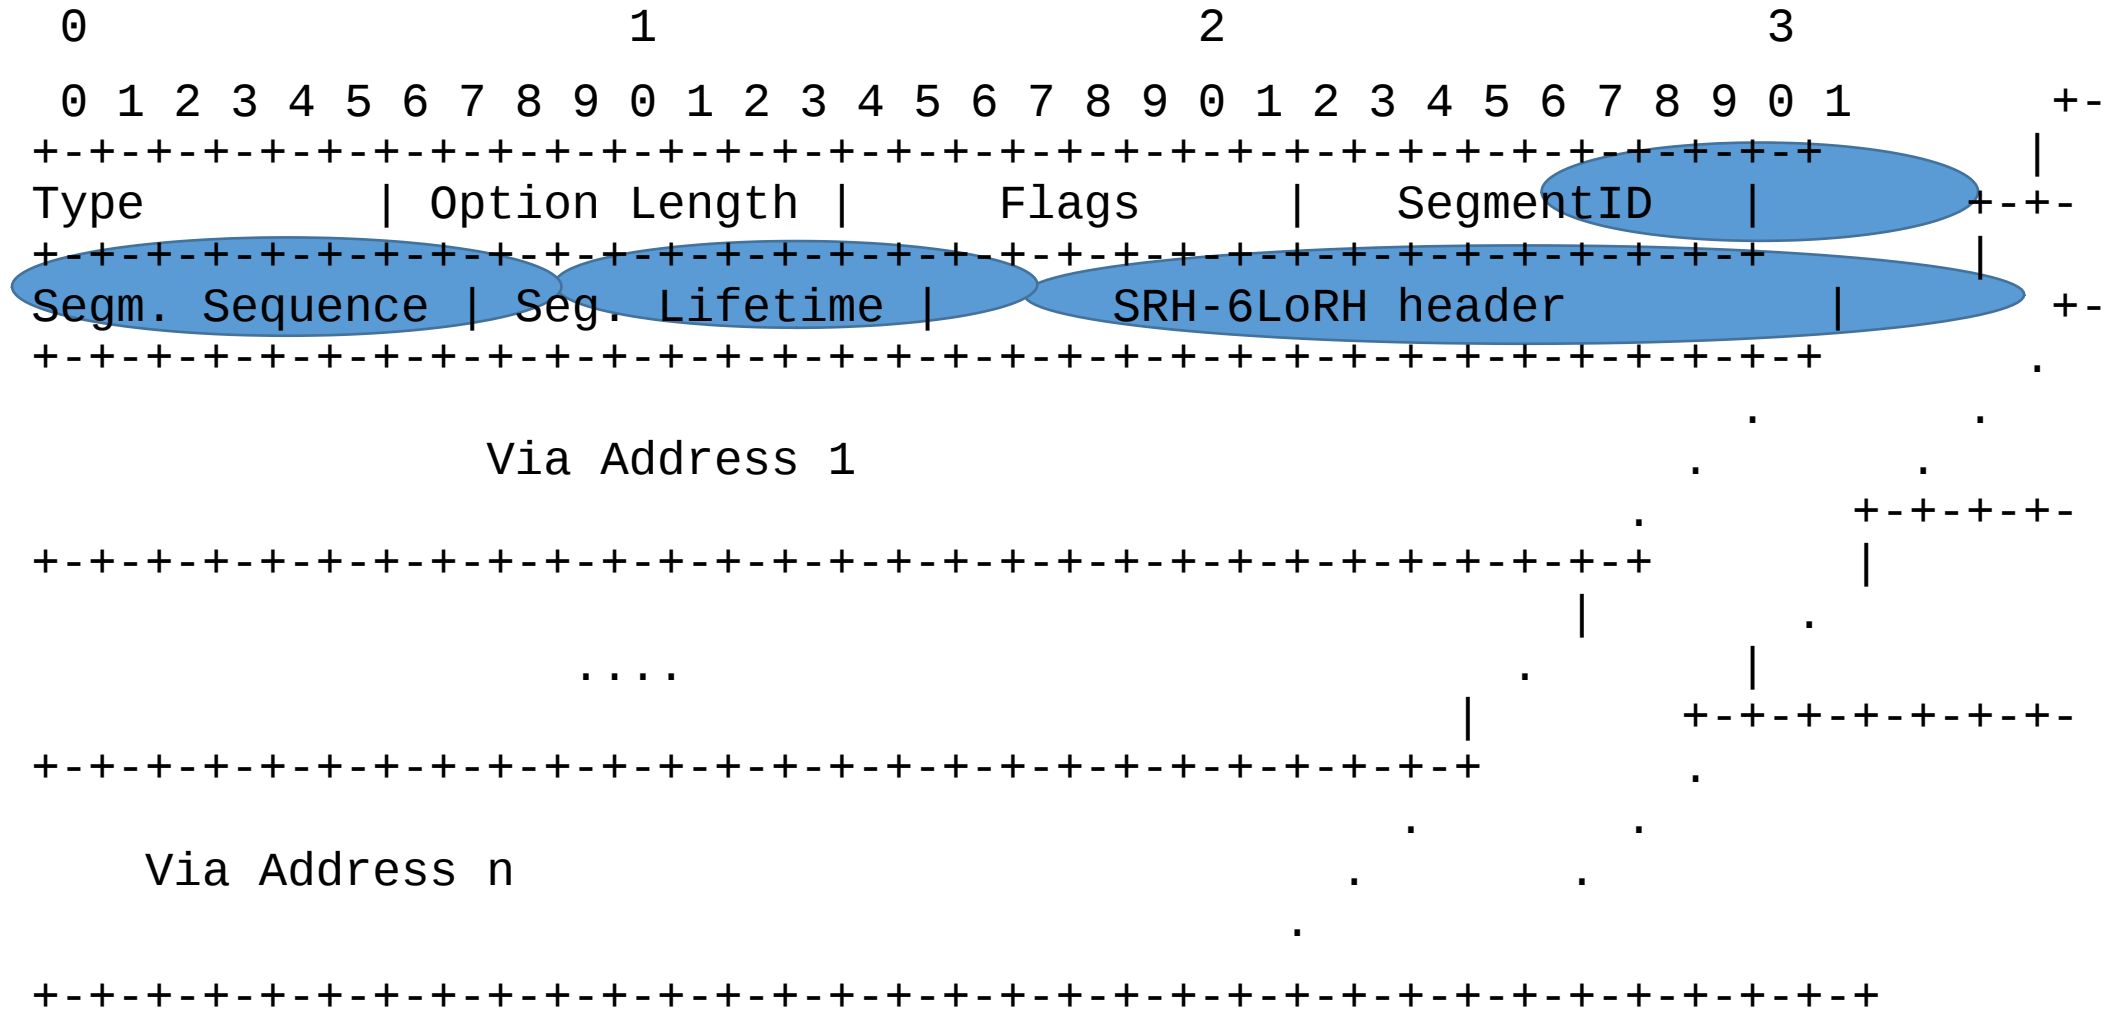 0                   1                   2                   3
0 1 2 3 4 5 6 7 8 9 0 1 2 3 4 5 6 7 8 9 0 1 2 3 4 5 6 7 8 9 0 1       +-
+-+-+-+-+-+-+-+-+-+-+-+-+-+-+-+-+-+-+-+-+-+-+-+-+-+-+-+-+-+-+-+       |
Type        | Option Length |     Flags     |   SegmentID   |       +-+-
+-+-+-+-+-+-+-+-+-+-+-+-+-+-+-+-+-+-+-+-+-+-+-+-+-+-+-+-+-+-+       |
Segm. Sequence | Seg. Lifetime |      SRH-6LoRH header         |       +-
+-+-+-+-+-+-+-+-+-+-+-+-+-+-+-+-+-+-+-+-+-+-+-+-+-+-+-+-+-+-+-+       .
.       .
Via Address 1                             .       .
.       +-+-+-+-
+-+-+-+-+-+-+-+-+-+-+-+-+-+-+-+-+-+-+-+-+-+-+-+-+-+-+-+-+       |
|       .
....                             .       |
|       +-+-+-+-+-+-+-
+-+-+-+-+-+-+-+-+-+-+-+-+-+-+-+-+-+-+-+-+-+-+-+-+-+       .
.       .
Via Address n                             .       .
.
+-+-+-+-+-+-+-+-+-+-+-+-+-+-+-+-+-+-+-+-+-+-+-+-+-+-+-+-+-+-+-+-+